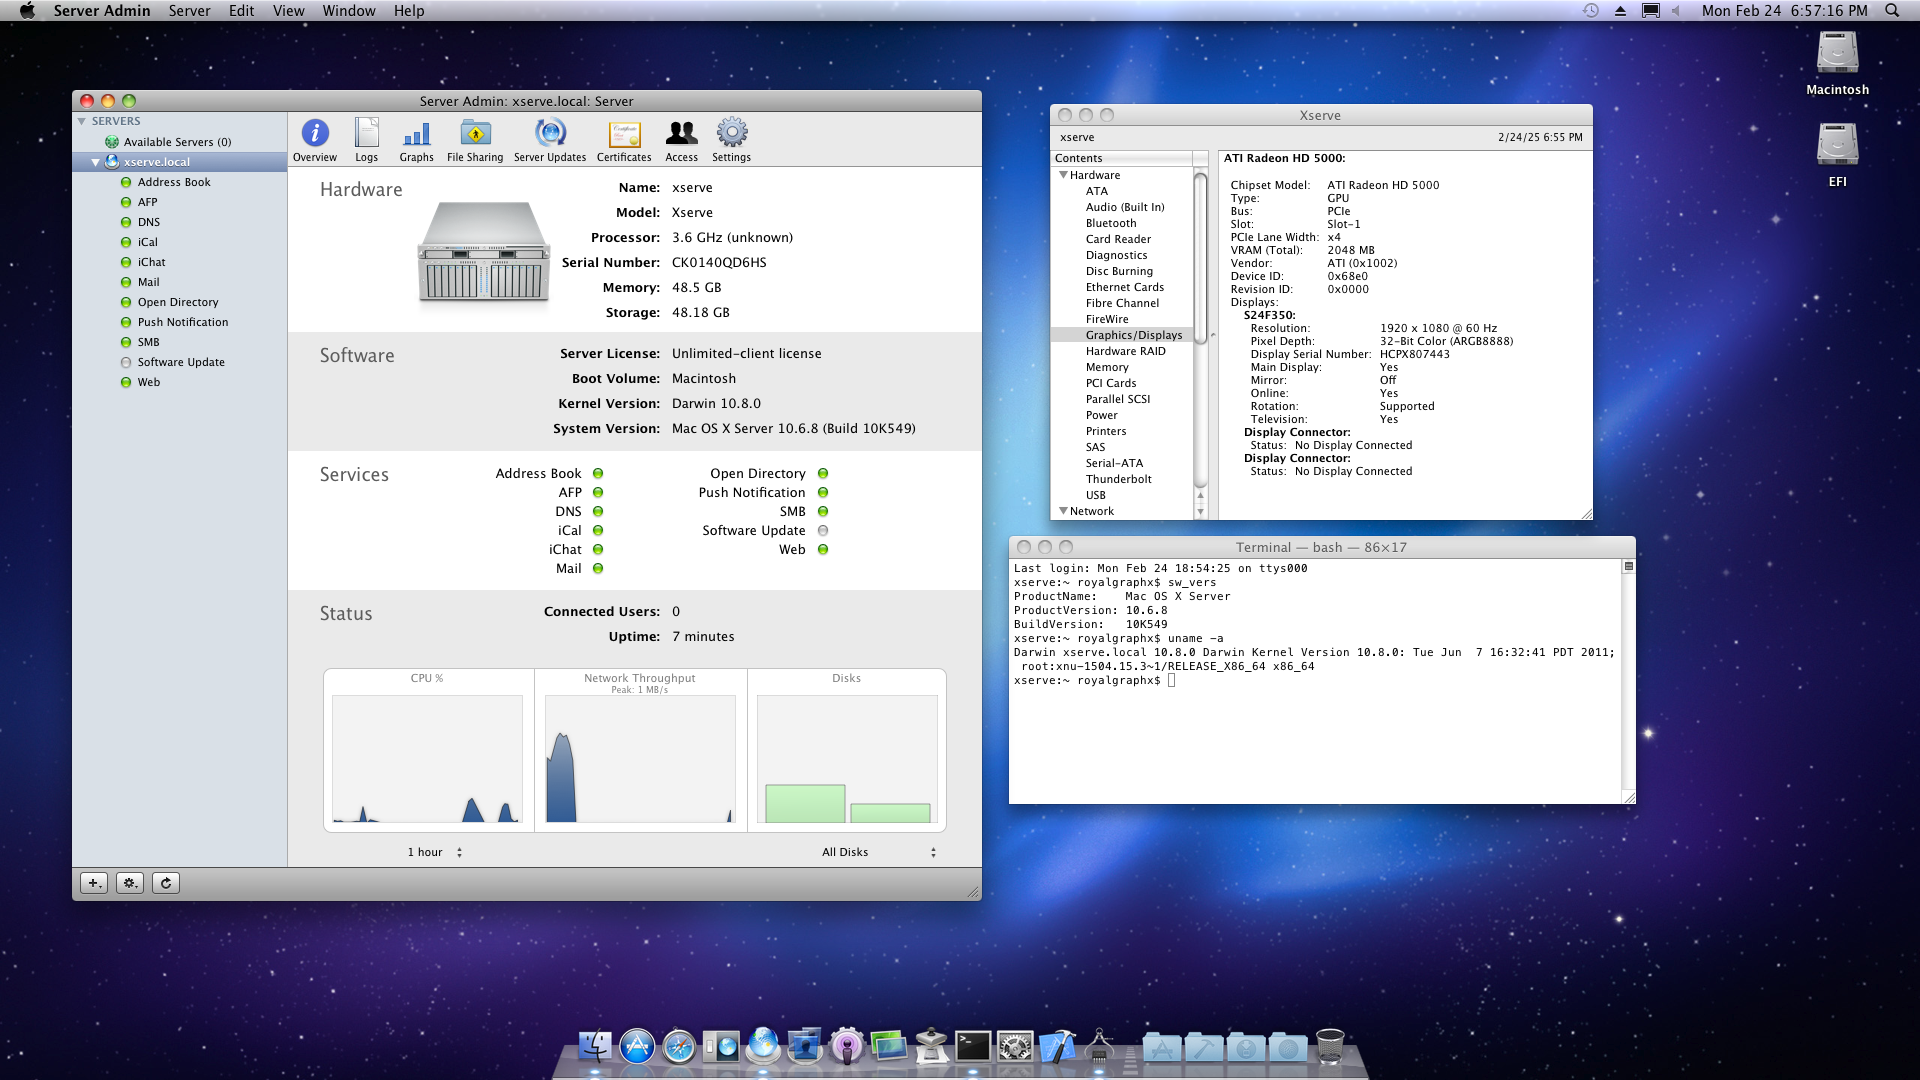 Server Admin Server Edit View Window Help
Mon Feb 24 6:57:16 PM
Macintosh
EFI
Server Admin: xserve.local: Server
SERVERS
Available Servers (0)
xserve.local
Address Book
AFP
DNS
iCal
iChat
Mail
Open Directory
Push Notification
SMB
Software Update
Web
Overview Logs Graphs File Sharing Server Updates Certificates Access Settings
Hardware
Name: xserve
Model: Xserve
Processor: 3.6 GHz (unknown)
Serial Number: CK0140QD6HS
Memory: 48.5 GB
Storage: 48.18 GB
Software
Server License: Unlimited-client license
Boot Volume: Macintosh
Kernel Version: Darwin 10.8.0
System Version: Mac OS X Server 10.6.8 (Build 10K549)
Services
Address Book Open Directory
AFP Push Notification
DNS SMB
iCal Software Update
iChat Web
Mail
Status
Connected Users: 0
Uptime: 7 minutes
CPU %
Network Throughput
Peak: 1 MB/s
Disks
1 hour
All Disks
Xserve
xserve 2/24/25 6:55 PM
Contents
Hardware
ATA
Audio (Built In)
Bluetooth
Card Reader
Diagnostics
Disc Burning
Ethernet Cards
Fibre Channel
FireWire
Graphics/Displays
Hardware RAID
Memory
PCI Cards
Parallel SCSI
Power
Printers
SAS
Serial-ATA
Thunderbolt
USB
Network
ATI Radeon HD 5000:
Chipset Model: ATI Radeon HD 5000
Type: GPU
Bus: PCIe
Slot: Slot-1
PCIe Lane Width: x4
VRAM (Total): 2048 MB
Vendor: ATI (0x1002)
Device ID: 0x68e0
Revision ID: 0x0000
Displays:
S24F350:
Resolution: 1920 x 1080 @ 60 Hz
Pixel Depth: 32-Bit Color (ARGB8888)
Display Serial Number: HCPX807443
Main Display: Yes
Mirror: Off
Online: Yes
Rotation: Supported
Television: Yes
Display Connector:
Status: No Display Connected
Display Connector:
Status: No Display Connected
Terminal — bash — 86×17
Last login: Mon Feb 24 18:54:25 on ttys000
xserve:~ royalgraphx$ sw_vers
ProductName: Mac OS X Server
ProductVersion: 10.6.8
BuildVersion: 10K549
xserve:~ royalgraphx$ uname -a
Darwin xserve.local 10.8.0 Darwin Kernel Version 10.8.0: Tue Jun 7 16:32:41 PDT 2011;
root:xnu-1504.15.3~1/RELEASE_X86_64 x86_64
xserve:~ royalgraphx$